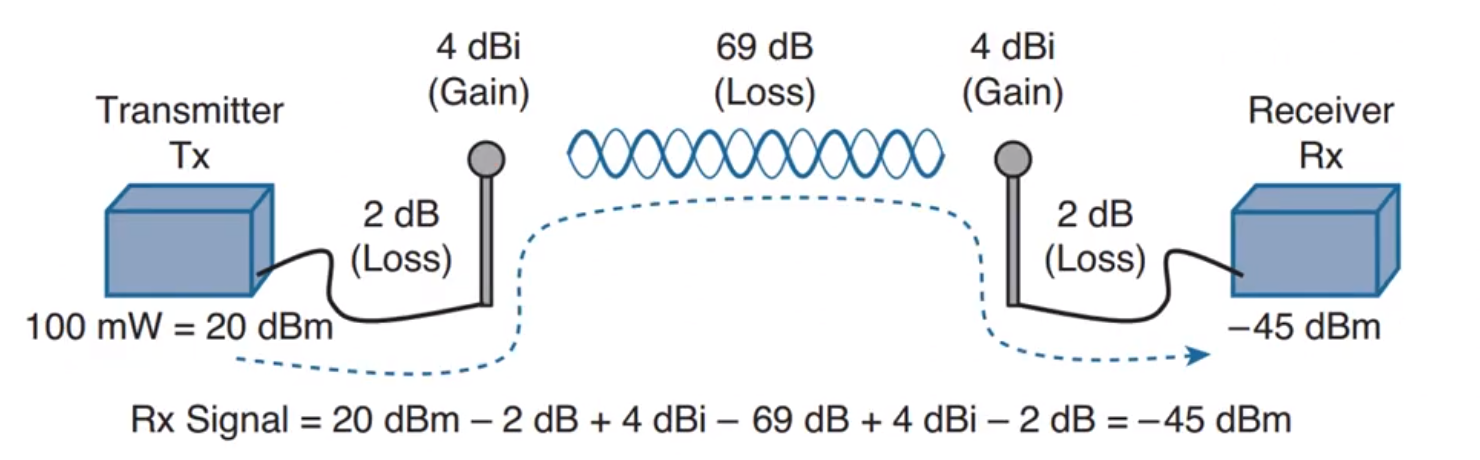 4 dBi
(Gain)
69 dB
(Loss)
4 dBi
(Gain)
Transmitter
Tx
Receiver
Rx
2 dB
(Loss)
2 dB
(Loss)
100 mW = 20 dBm
–45 dBm
Rx Signal = 20 dBm – 2 dB + 4 dBi – 69 dB + 4 dBi – 2 dB = –45 dBm